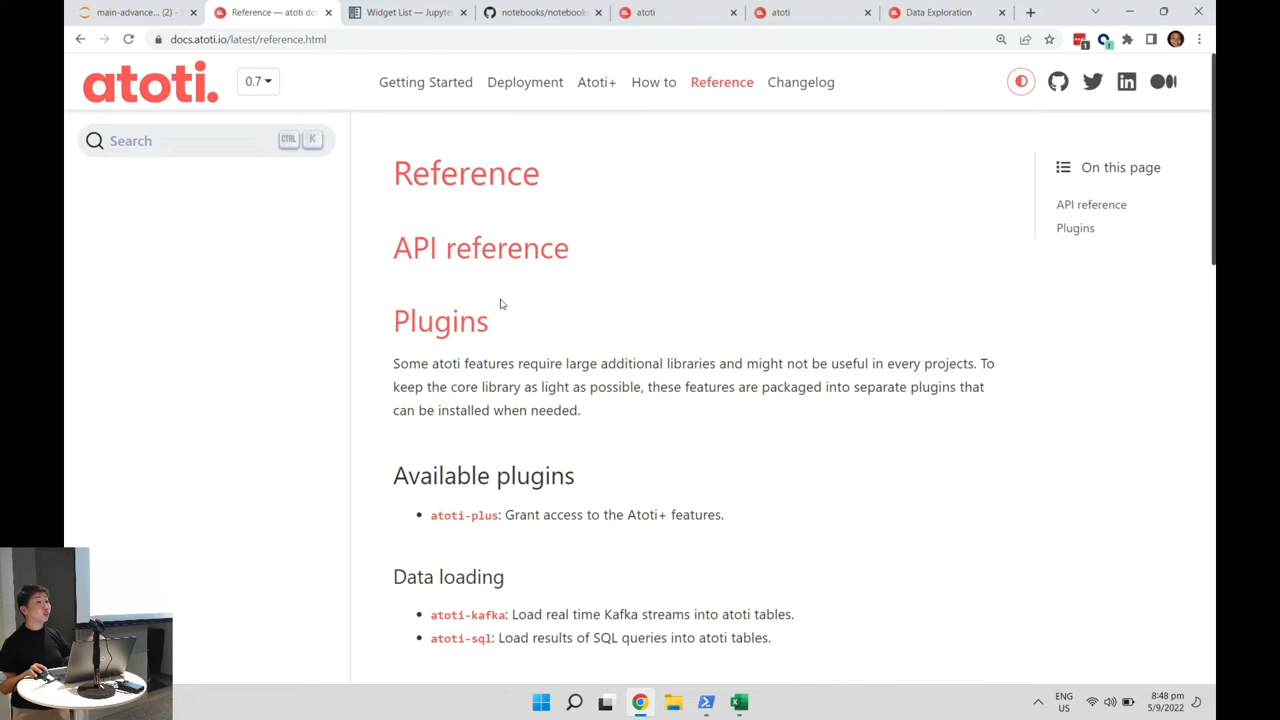 main-advance... (2) -
Reference — atoti do
Widget List — Jupyte
notebooks/notebook
atoti
atoti
Data Exploration
docs.atoti.io/latest/reference.html
atoti.
0.7
Getting Started
Deployment
Atoti+
How to
Reference
Changelog
Search
CTRL K
Reference
API reference
Plugins
Some atoti features require large additional libraries and might not be useful in every projects. To
keep the core library as light as possible, these features are packaged into separate plugins that
can be installed when needed.
Available plugins
atoti-plus: Grant access to the Atoti+ features.
Data loading
atoti-kafka: Load real time Kafka streams into atoti tables.
atoti-sql: Load results of SQL queries into atoti tables.
On this page
API reference
Plugins
ENG
US
8:48 pm
5/9/2022